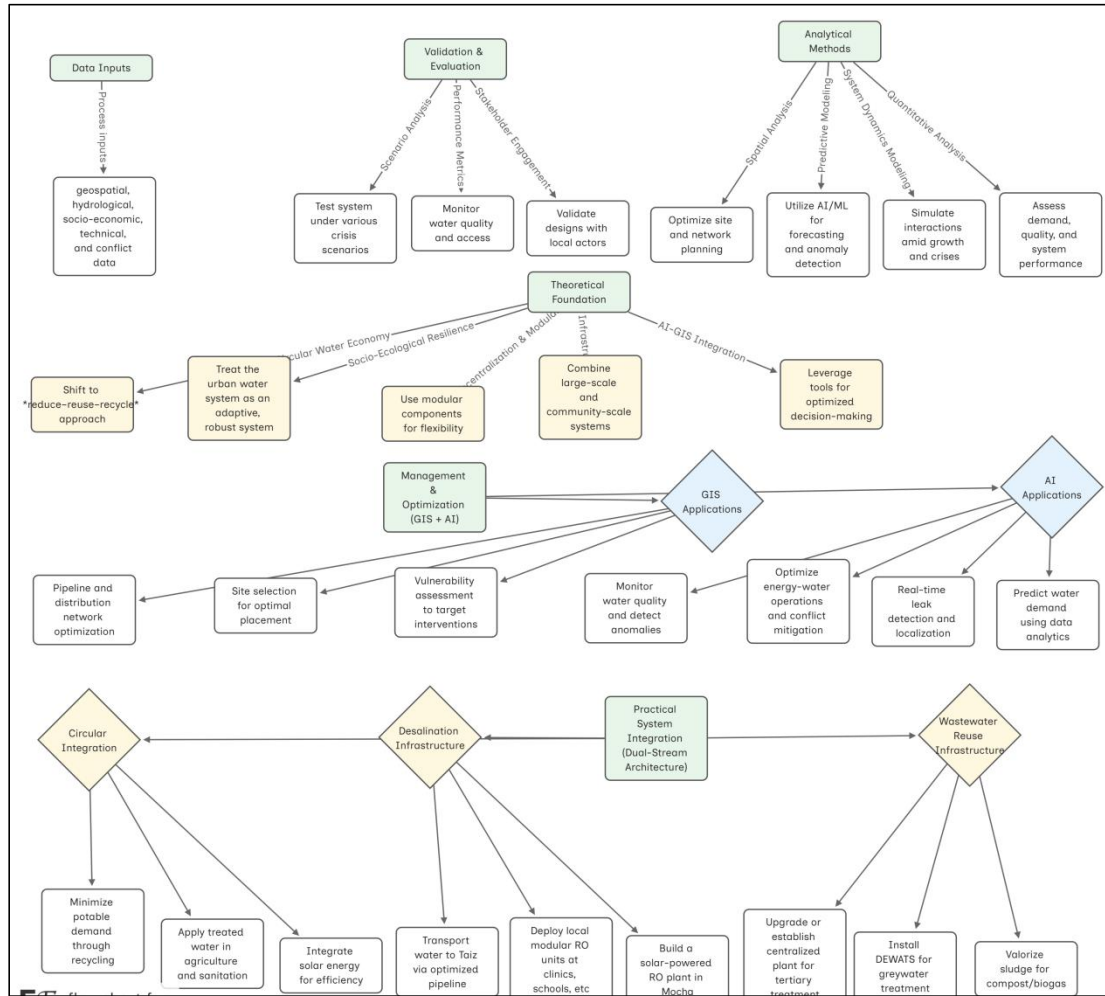 Data Inputs
Validation &
Evaluation
Analytical
Methods
Process inputs
Scenario Analysis
Performance Metrics
Stakeholder Engagement
Spatial Analysis
Predictive Modeling
System Dynamics Modeling
Quantitative Analysis
geospatial,
hydrological,
socio-economic,
technical,
and conflict
data
Test system
under various
crisis
scenarios
Monitor
water quality
and access
Validate
designs with
local actors
Optimize site
and network
planning
Utilize AI/ML
for
forecasting
and anomaly
detection
Simulate
interactions
amid growth
and crises
Assess
demand,
quality, and
system
performance
Theoretical
Foundation
Water Economy
Socio-Ecological Resilience
AI-GIS Integration
Shift to
*reduce-reuse-recycle*
approach
Treat the
urban water
system as an
adaptive,
robust system
Use modular
components
for flexibility
Combine
large-scale
and
community-scale
systems
Leverage
tools for
optimized
decision-making
Management
&
Optimization
(GIS + AI)
GIS
Applications
AI
Applications
Pipeline and
distribution
network
optimization
Site selection
for optimal
placement
Vulnerability
assessment
to target
interventions
Monitor
water quality
and detect
anomalies
Optimize
energy-water
operations
and conflict
mitigation
Real-time
leak
detection and
localization
Predict water
demand
using data
analytics
Circular
Integration
Desalination
Infrastructure
Practical
System
Integration
(Dual-Stream
Architecture)
Wastewater
Reuse
Infrastructure
Minimize
potable
demand
through
recycling
Apply treated
water in
agriculture
and sanitation
Integrate
solar energy
for efficiency
Transport
water to Taiz
via optimized
pipeline
Deploy local
modular RO
units at
clinics,
schools, etc
Build a
solar-powered
RO plant in
Mocha
Upgrade or
establish
centralized
plant for
tertiary
treatment
Install
DEWATS for
greywater
treatment
Valorize
sludge for
compost/biogas